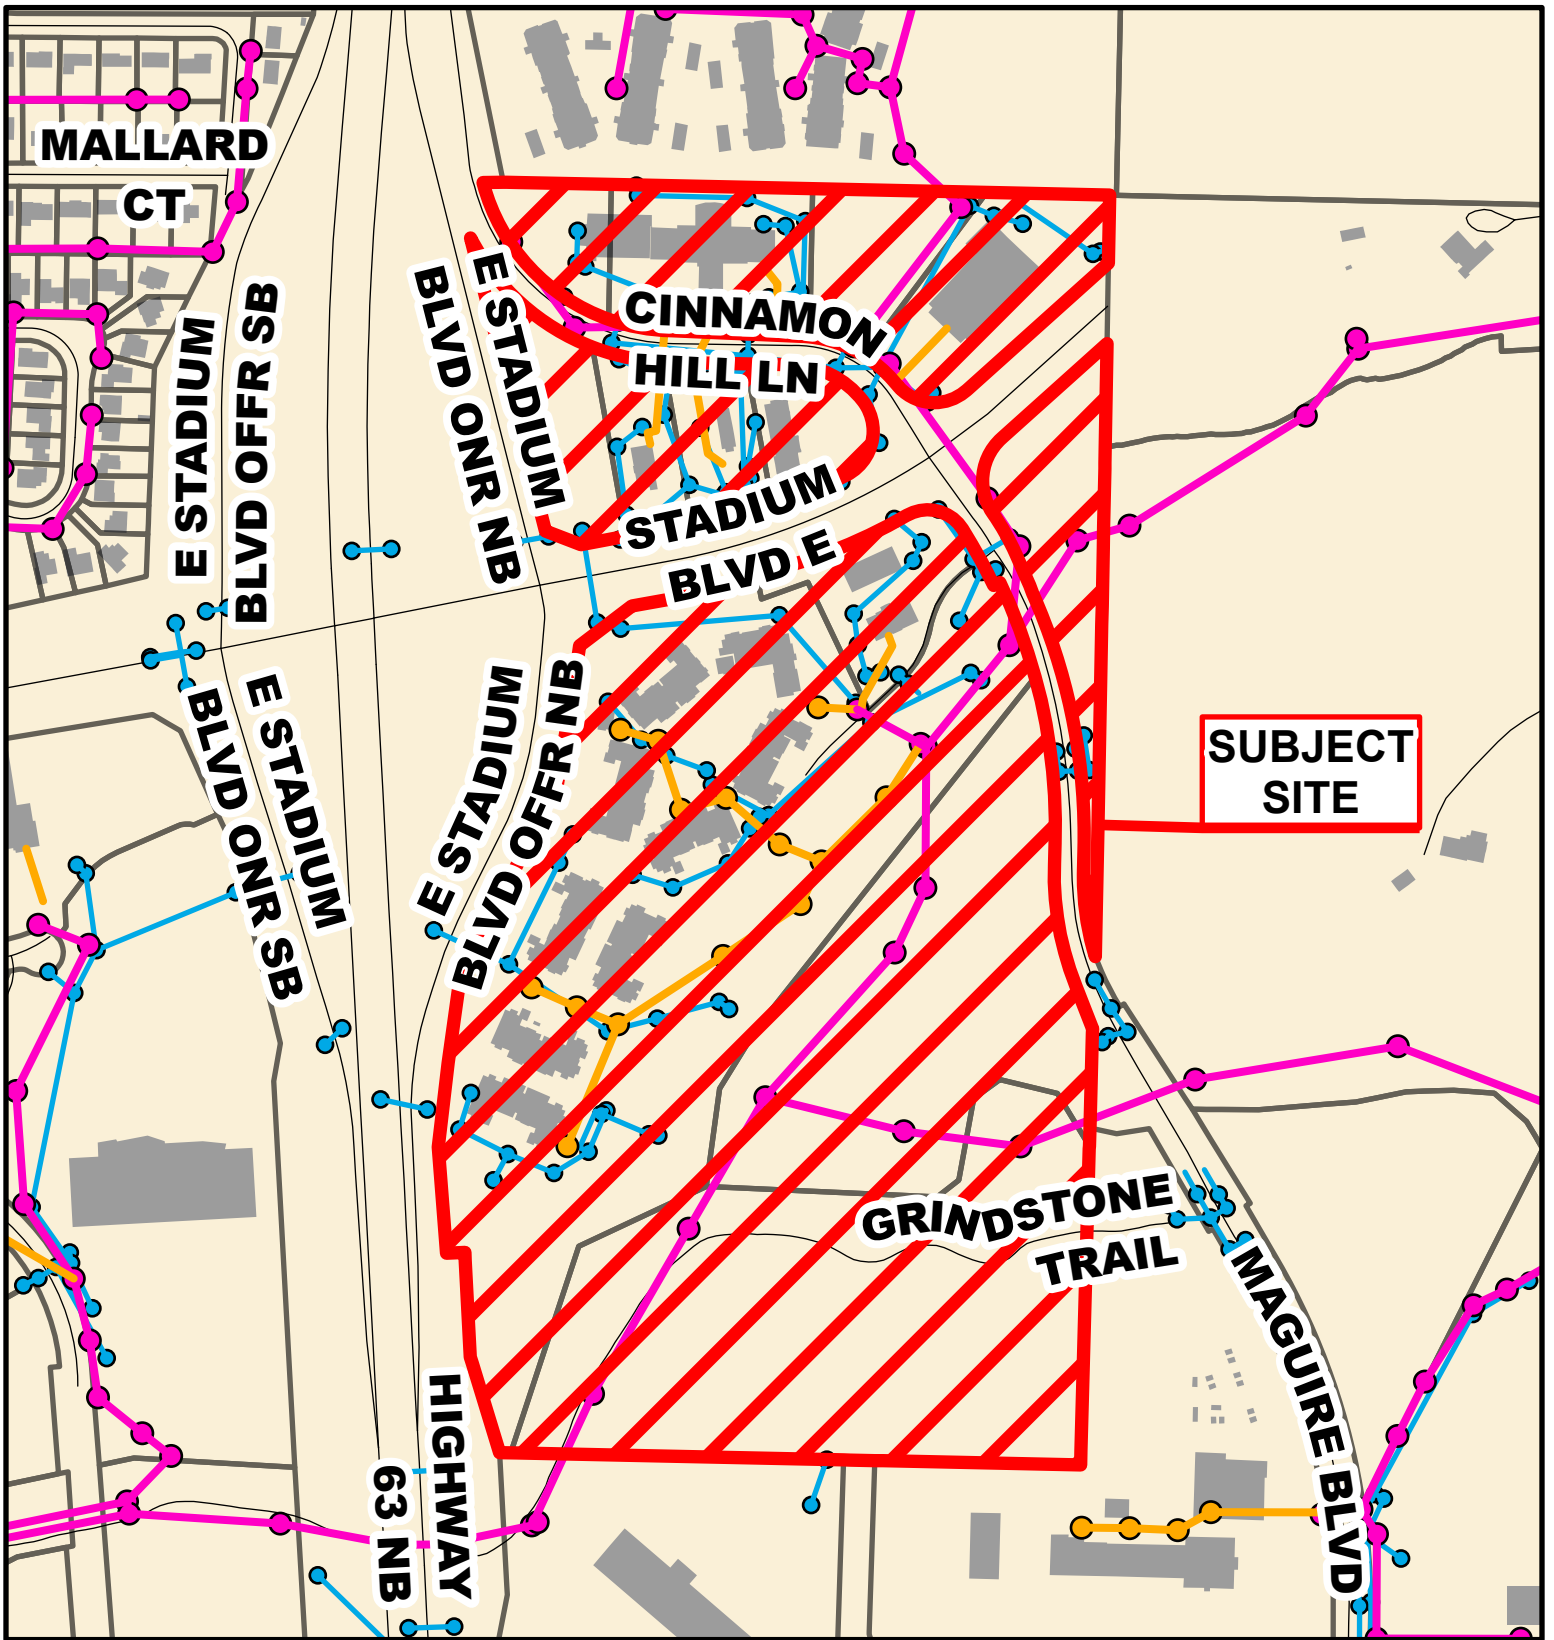 MALLARD
CT
E STADIUM
BLVD OFFR SB
E STADIUM
BLVD ONR NB
CINNAMON
HILL LN
STADIUM
BLVD E
E STADIUM
BLVD ONR SB
E STADIUM
BLVD OFFR NB
SUBJECT
SITE
GRINDSTONE
TRAIL
MAGUIRE BLVD
HIGHWAY
63 NB